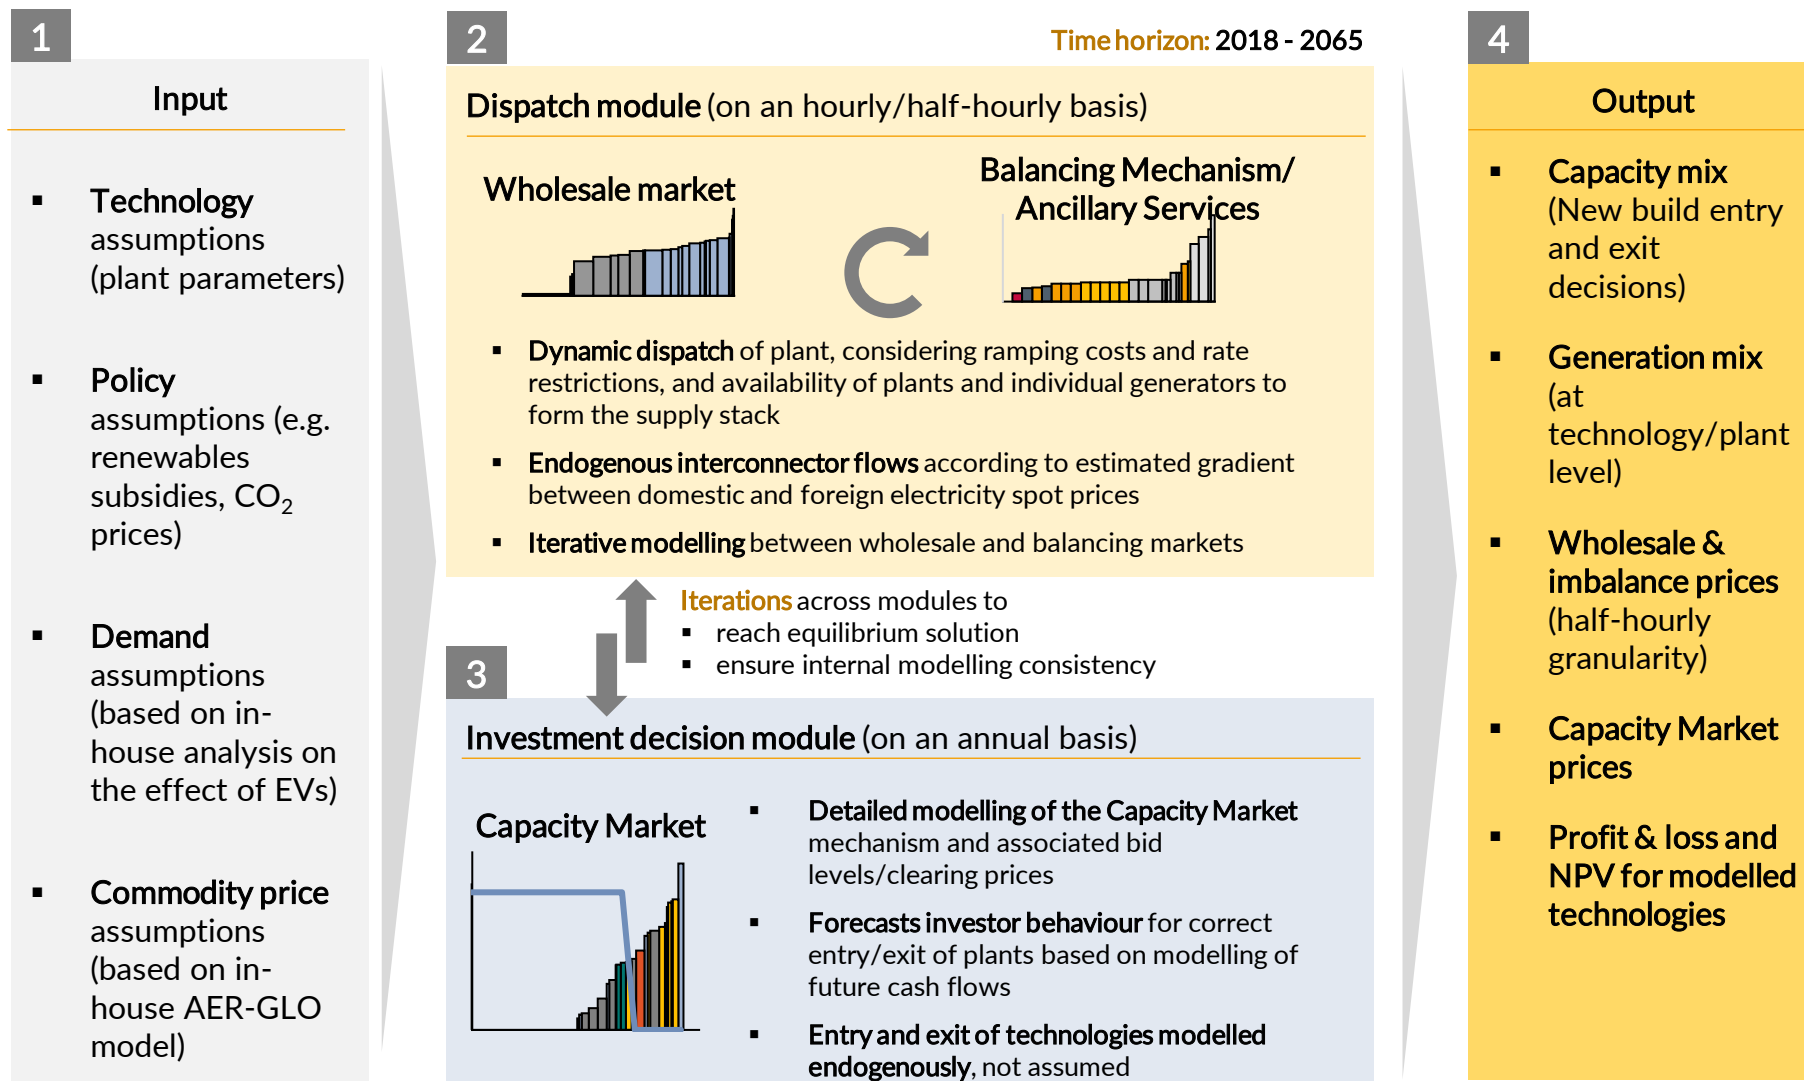 1
Input
▪ Technology
assumptions
(plant parameters)
▪ Policy
assumptions (e.g.
renewables
subsidies, CO₂
prices)
▪ Demand
assumptions
(based on in-
house analysis on
the effect of EVs)
▪ Commodity price
assumptions
(based on in-
house AER-GLO
model)
2
Time horizon: 2018 - 2065
Dispatch module (on an hourly/half-hourly basis)
Wholesale market
Balancing Mechanism/
Ancillary Services
▪ Dynamic dispatch of plant, considering ramping costs and rate
restrictions, and availability of plants and individual generators to
form the supply stack
▪ Endogenous interconnector flows according to estimated gradient
between domestic and foreign electricity spot prices
▪ Iterative modelling between wholesale and balancing markets
Iterations across modules to
▪ reach equilibrium solution
▪ ensure internal modelling consistency
3
Investment decision module (on an annual basis)
Capacity Market
▪ Detailed modelling of the Capacity Market
mechanism and associated bid
levels/clearing prices
▪ Forecasts investor behaviour for correct
entry/exit of plants based on modelling of
future cash flows
▪ Entry and exit of technologies modelled
endogenously, not assumed
4
Output
▪ Capacity mix
(New build entry
and exit
decisions)
▪ Generation mix
(at
technology/plant
level)
▪ Wholesale &
imbalance prices
(half-hourly
granularity)
▪ Capacity Market
prices
▪ Profit & loss and
NPV for modelled
technologies